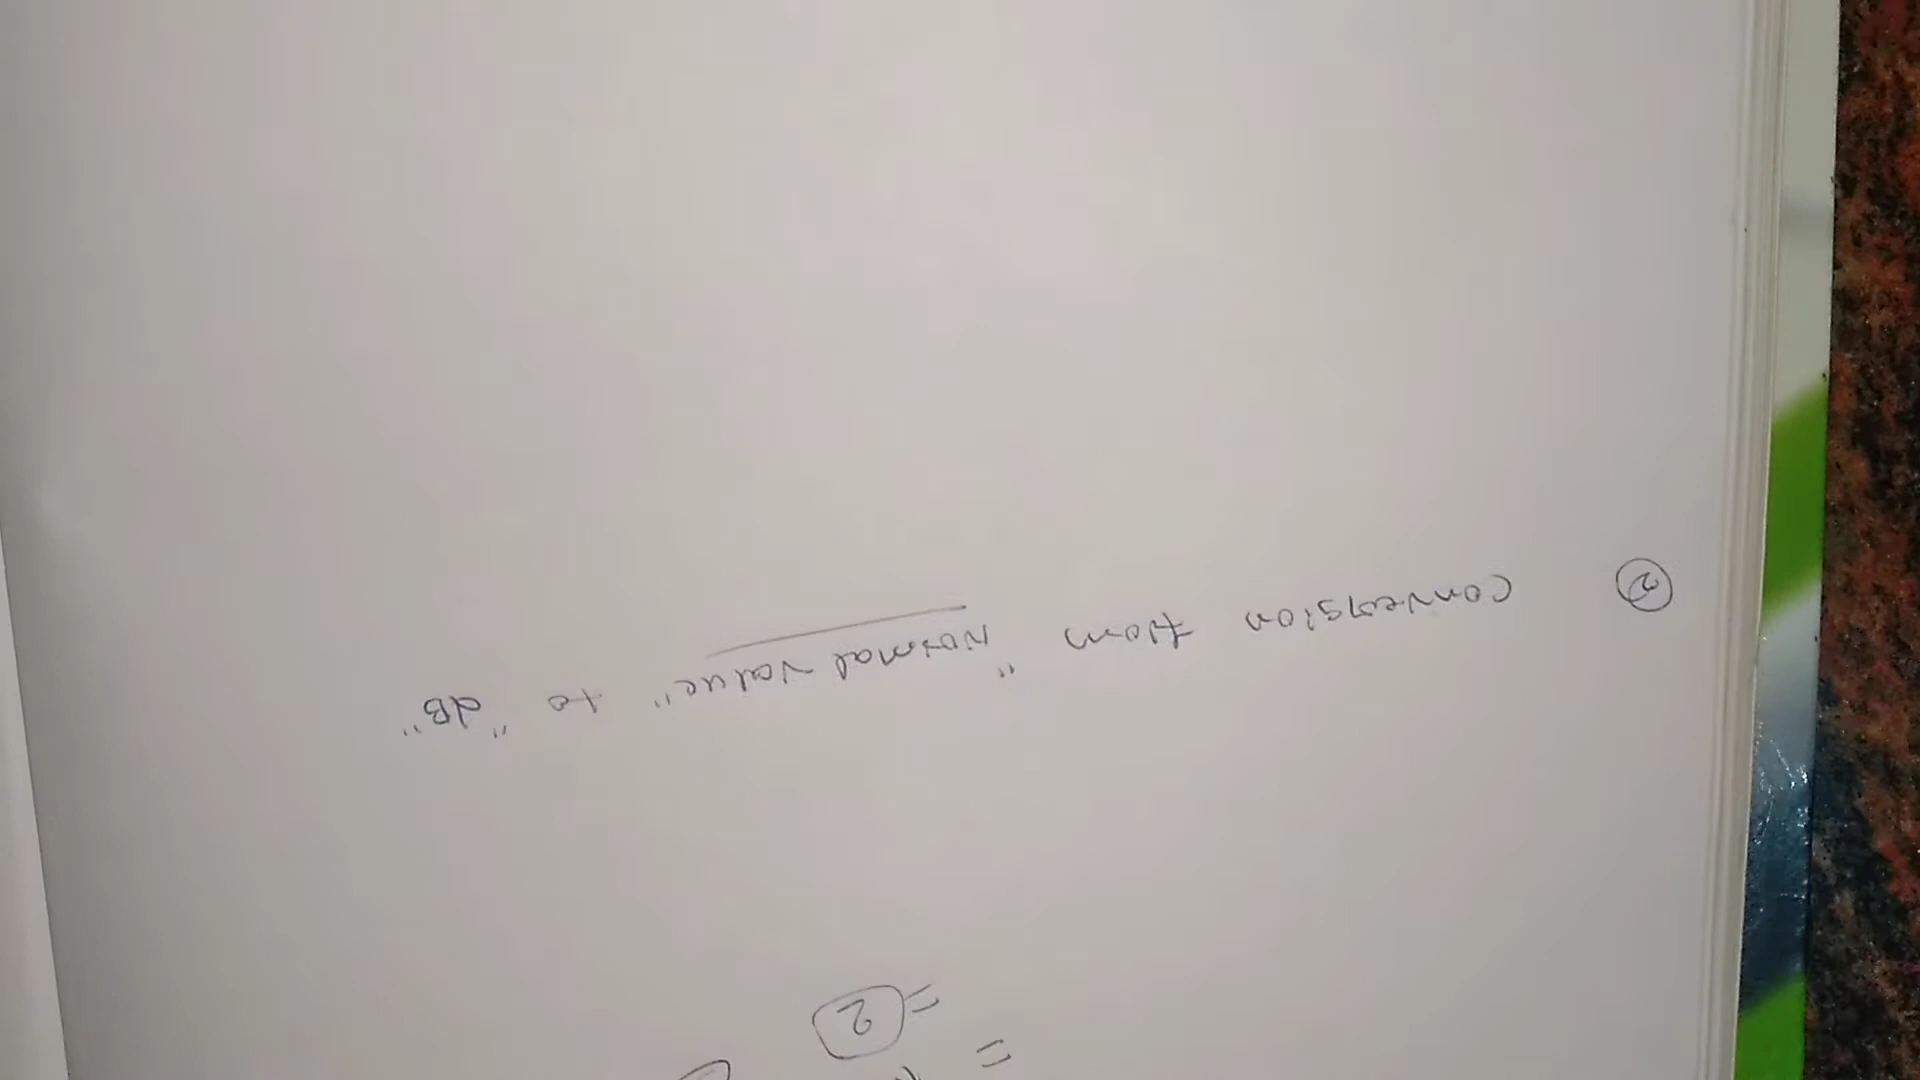 =
= 2
② Conversion from "Normal value" to "dB"